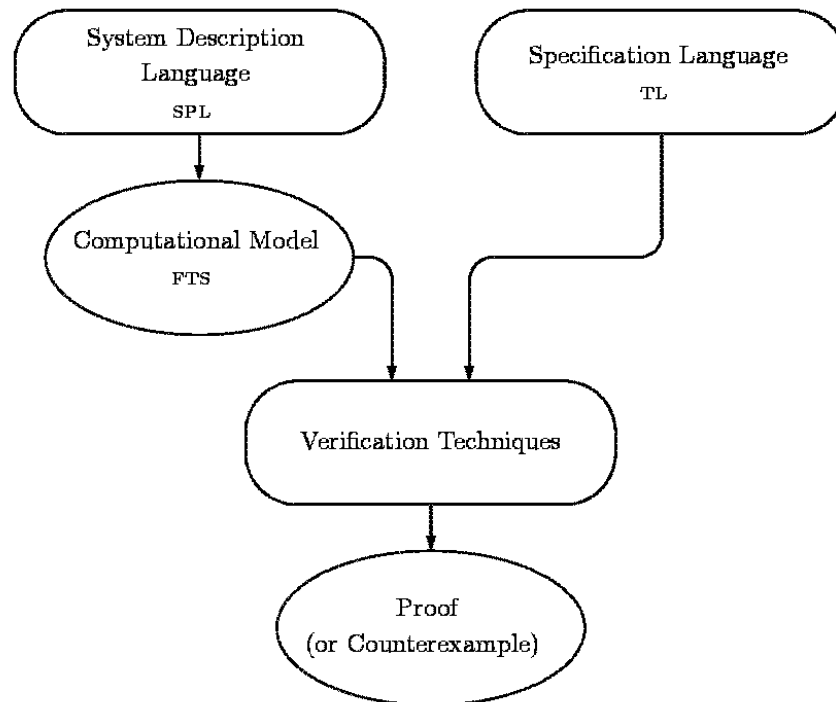 System Description
Language
SPL
Specification Language
TL
Computational Model
FTS
Verification Techniques
Proof
(or Counterexample)